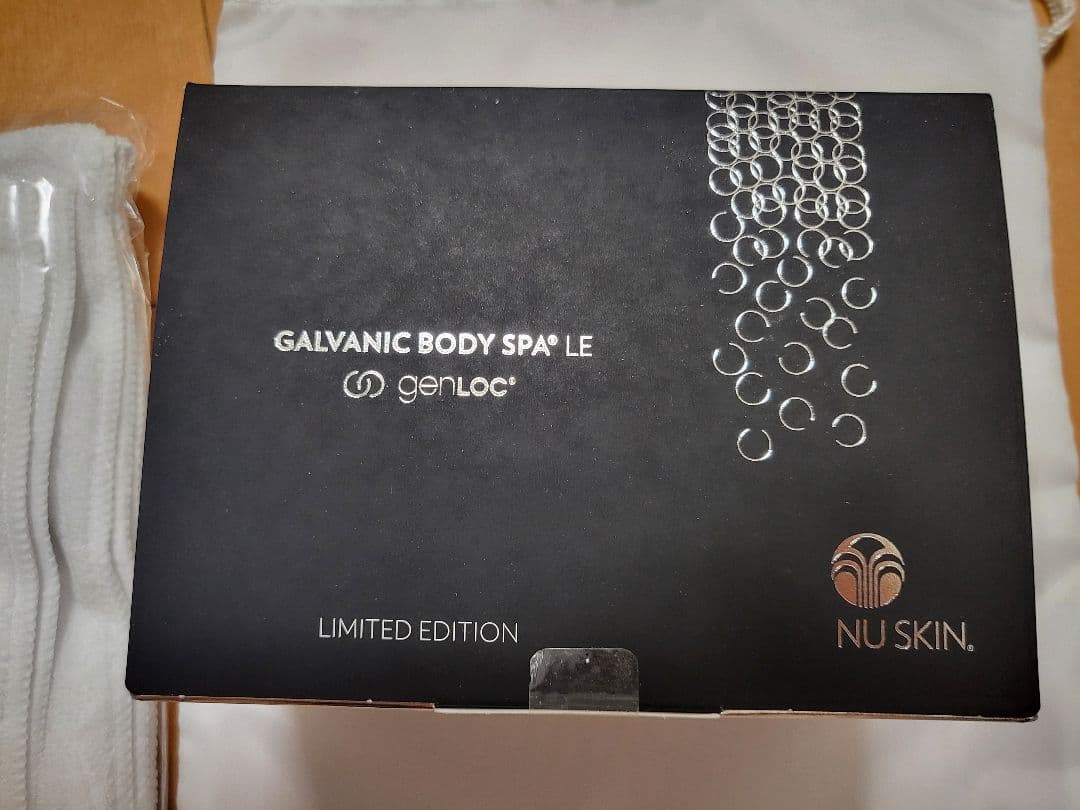 GALVANIC BODY SPA® LE
genLOC®
LIMITED EDITION
NU SKIN®